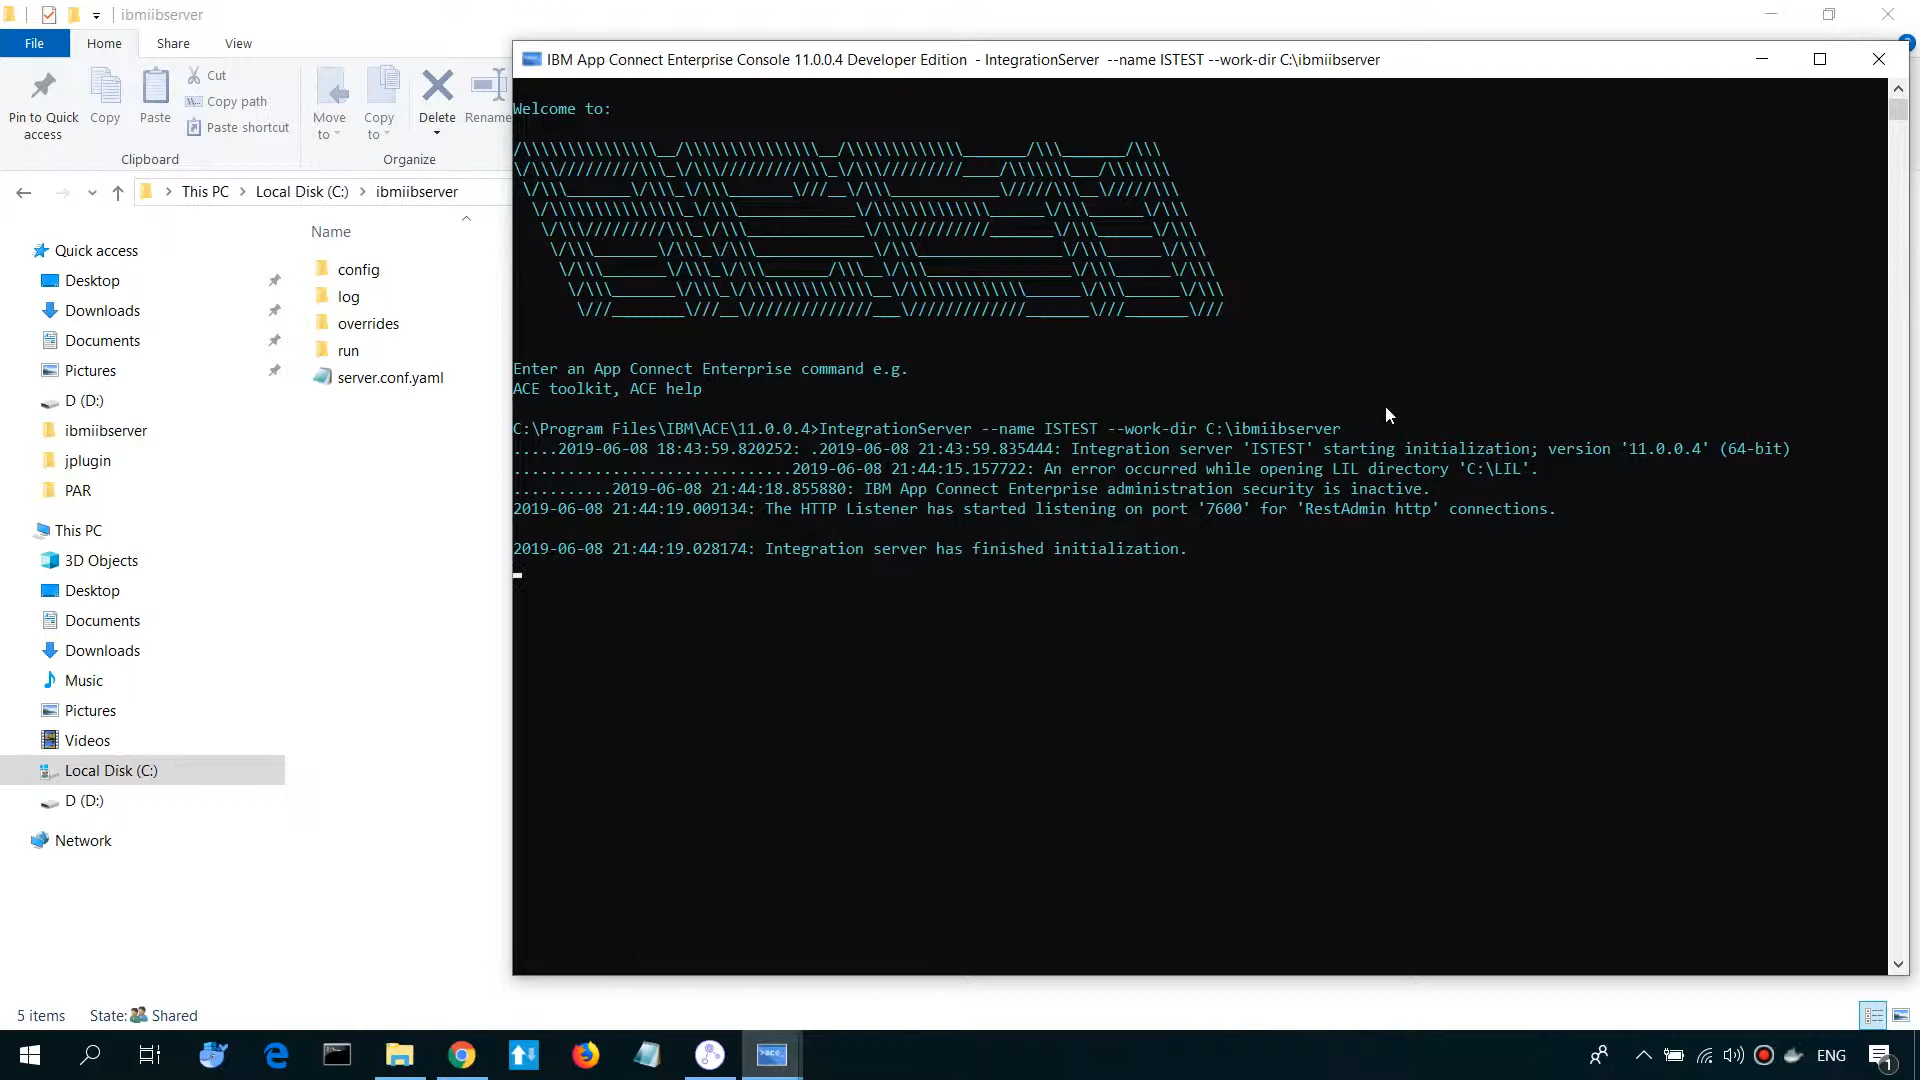 ibmiibserver
File
Home
Share
View
Pin to Quick access
Copy
Paste
Cut
Copy path
Paste shortcut
Clipboard
Move to
Copy to
Delete
Rename
Organize
This PC > Local Disk (C:) > ibmiibserver
Quick access
Desktop
Downloads
Documents
Pictures
D (D:)
ibmiibserver
jplugin
PAR
This PC
3D Objects
Desktop
Documents
Downloads
Music
Pictures
Videos
Local Disk (C:)
D (D:)
Network
Name
config
log
overrides
run
server.conf.yaml
5 items
State:
Shared
IBM App Connect Enterprise Console 11.0.0.4 Developer Edition - IntegrationServer --name ISTEST --work-dir C:\ibmiibserver
Welcome to:
Enter an App Connect Enterprise command e.g.
ACE toolkit, ACE help
C:\Program Files\IBM\ACE\11.0.0.4>IntegrationServer --name ISTEST --work-dir C:\ibmiibserver
.....2019-06-08 18:43:59.820252: .2019-06-08 21:43:59.835444: Integration server 'ISTEST' starting initialization; version '11.0.0.4' (64-bit)
...............................2019-06-08 21:44:15.157722: An error occurred while opening LIL directory 'C:\LIL'.
...........2019-06-08 21:44:18.855880: IBM App Connect Enterprise administration security is inactive.
2019-06-08 21:44:19.009134: The HTTP Listener has started listening on port '7600' for 'RestAdmin http' connections.
2019-06-08 21:44:19.028174: Integration server has finished initialization.
>ace_
ENG
1